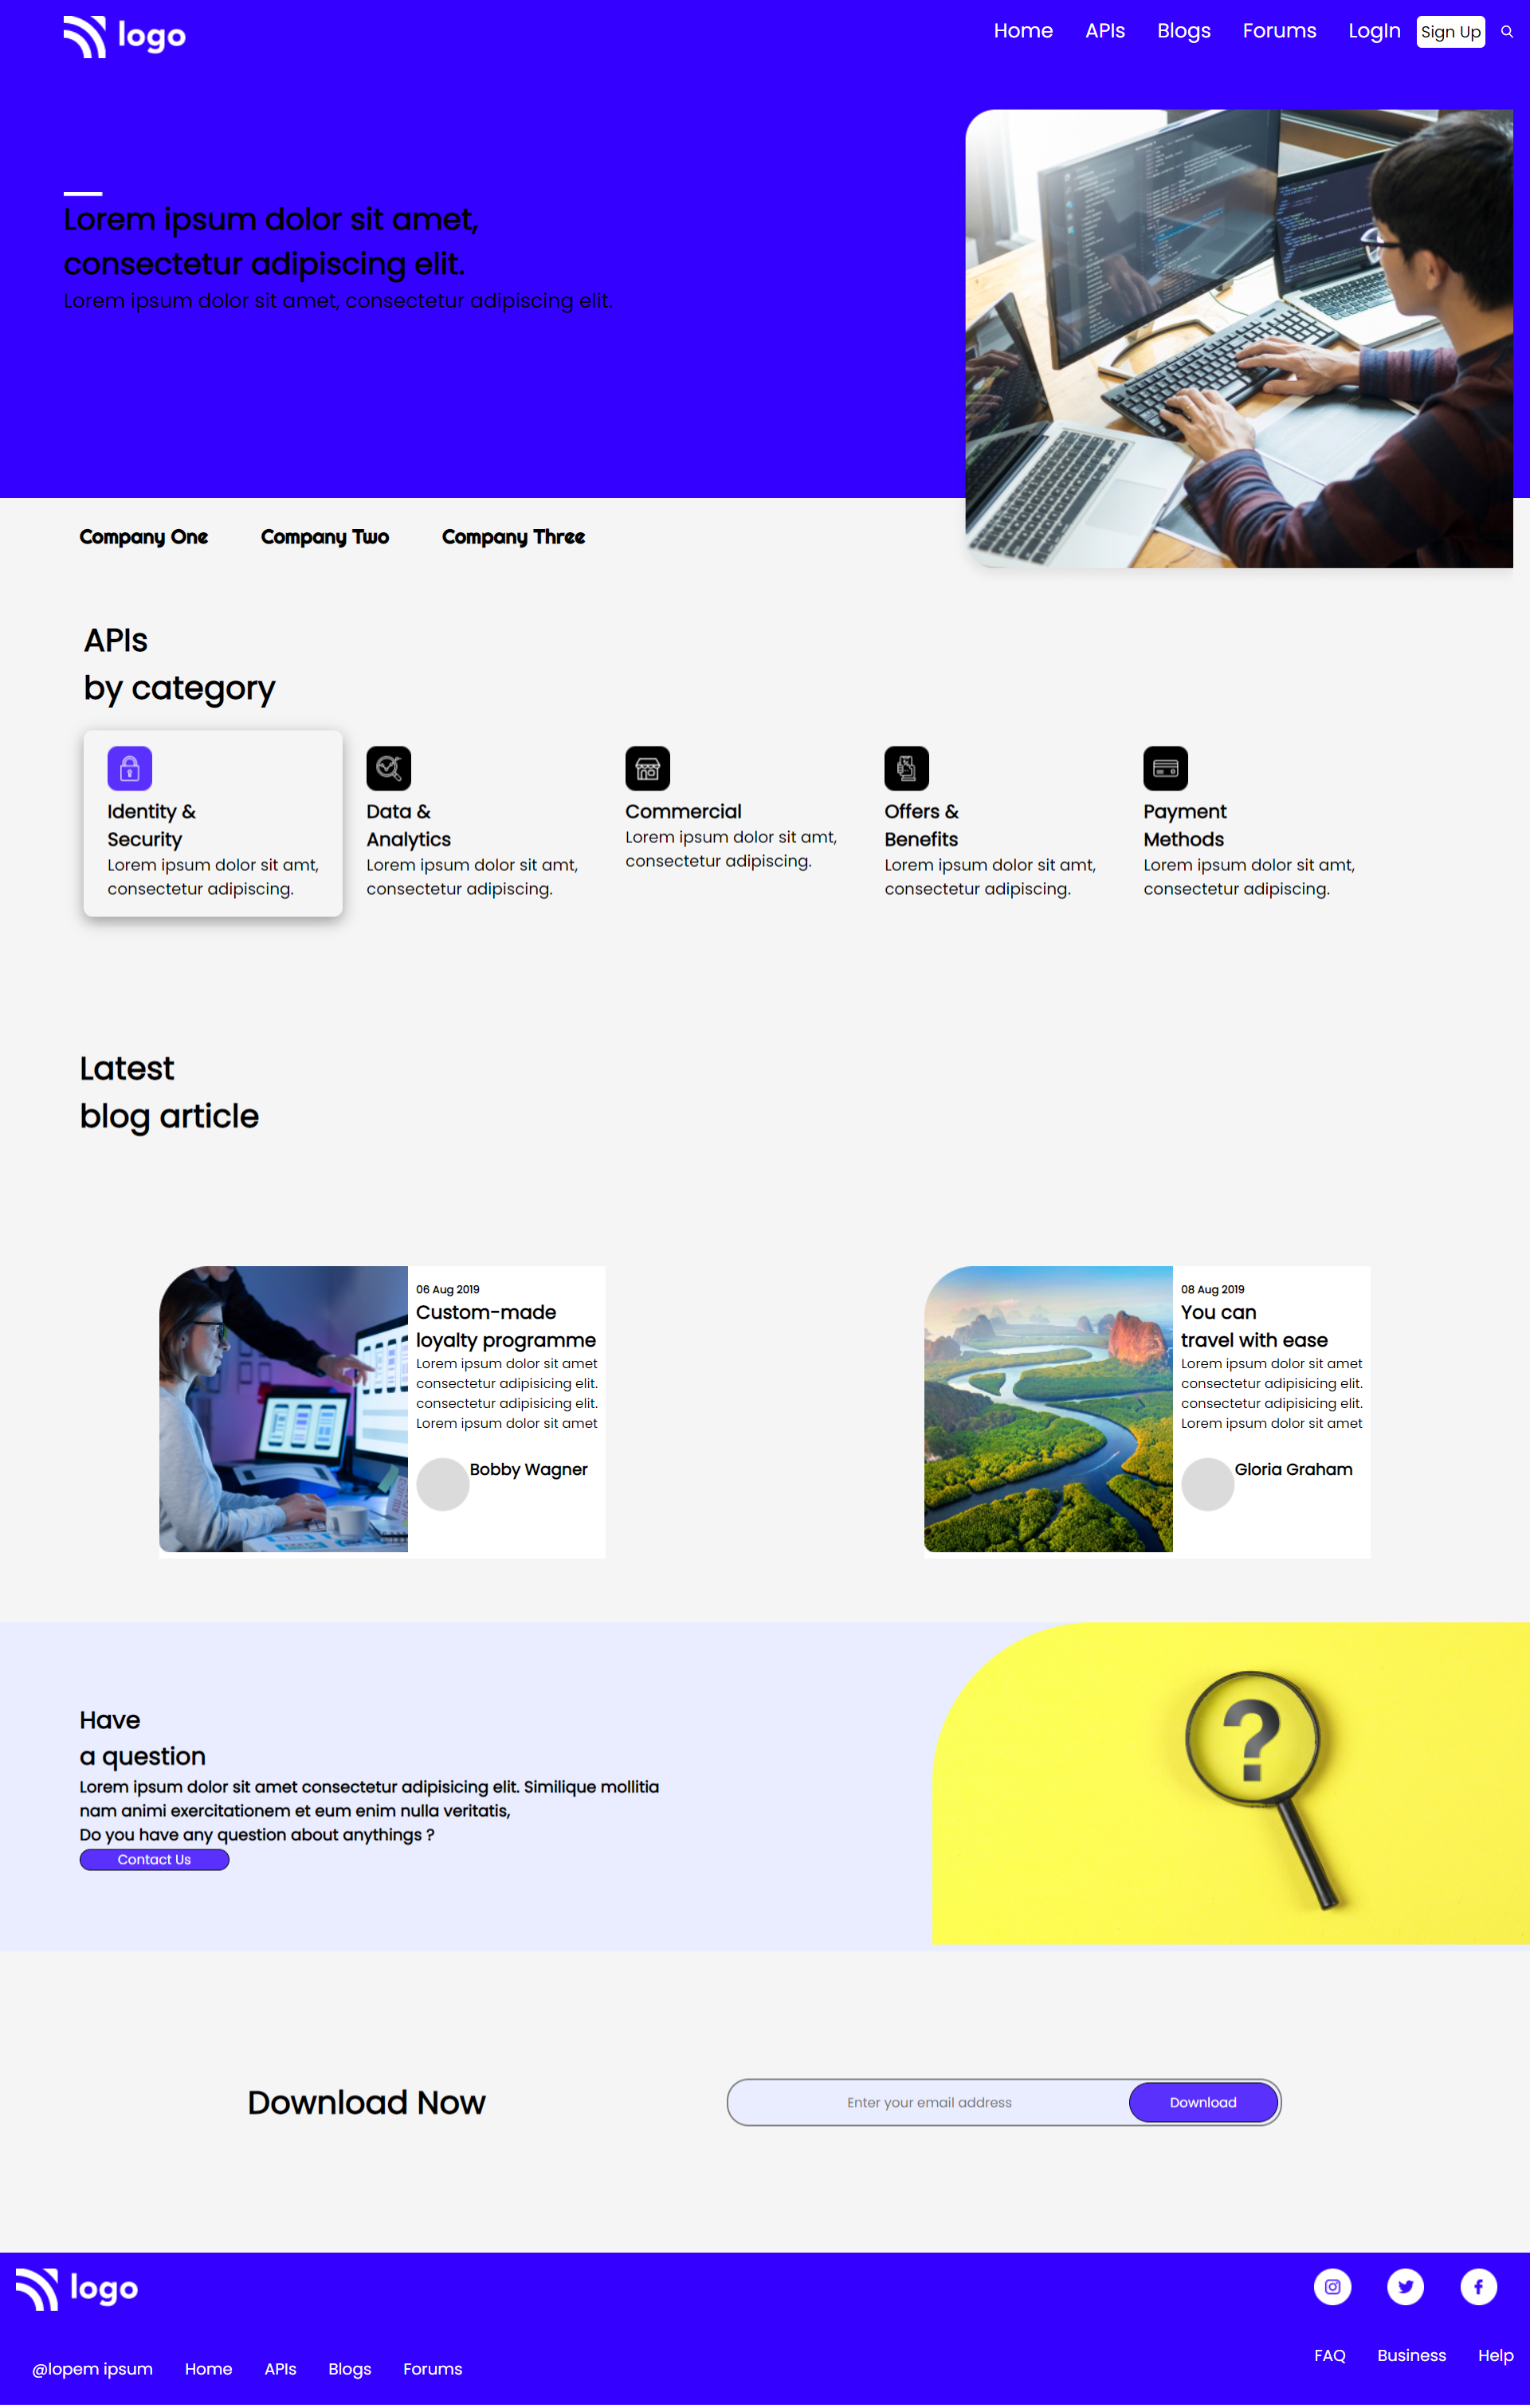 logo
Home APIs Blogs Forums LogIn Sign Up
Lorem ipsum dolor sit amet,
consectetur adipiscing elit.
Lorem ipsum dolor sit amet, consectetur adipiscing elit.
Company One Company Two Company Three
APIs
by category
Identity &
Security
Lorem ipsum dolor sit amt,
consectetur adipiscing.
Data &
Analytics
Lorem ipsum dolor sit amt,
consectetur adipiscing.
Commercial
Lorem ipsum dolor sit amt,
consectetur adipiscing.
Offers &
Benefits
Lorem ipsum dolor sit amt,
consectetur adipiscing.
Payment
Methods
Lorem ipsum dolor sit amt,
consectetur adipiscing.
Latest
blog article
06 Aug 2019
Custom-made
loyalty programme
Lorem ipsum dolor sit amet
consectetur adipisicing elit.
consectetur adipisicing elit.
Lorem ipsum dolor sit amet
Bobby Wagner
08 Aug 2019
You can
travel with ease
Lorem ipsum dolor sit amet
consectetur adipisicing elit.
consectetur adipisicing elit.
Lorem ipsum dolor sit amet
Gloria Graham
Have
a question
Lorem ipsum dolor sit amet consectetur adipisicing elit. Similique mollitia
nam animi exercitationem et eum enim nulla veritatis,
Do you have any question about anythings ?
Contact Us
?
Download Now
Enter your email address
Download
logo
@lopem ipsum Home APIs Blogs Forums
FAQ Business Help